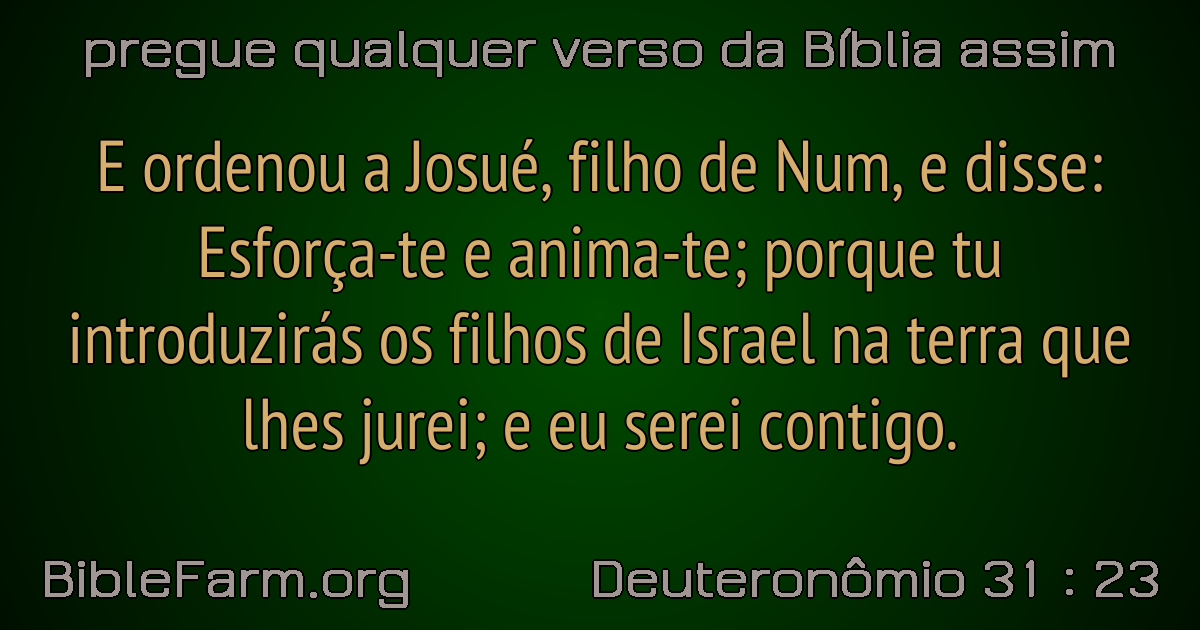 pregue qualquer verso da Bíblia assim
E ordenou a Josué, filho de Num, e disse:
Esforça-te e anima-te; porque tu
introduzirás os filhos de Israel na terra que
lhes jurei; e eu serei contigo.
BibleFarm.org
Deuteronômio 31 : 23